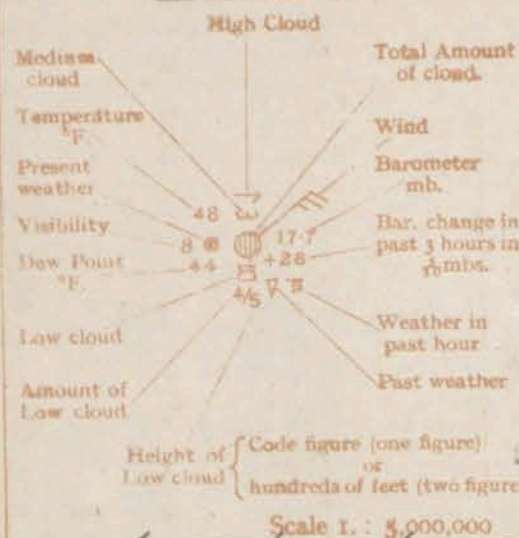 High Cloud
Medium
cloud
Total Amount
of cloud.
Temperature
°F.
Wind
Present
weather
Barometer
mb.
48
Visibility
8
17·7
Bar. change in
past 3 hours in
1/10 mbs.
Dew Point
°F.
44
+28
4/5
Low cloud
Weather in
past hour
Amount of
Low cloud
Past weather
Height of
Low cloud
Code figure (one figure)
or
hundreds of feet (two figure
Scale 1. : 5,000,000